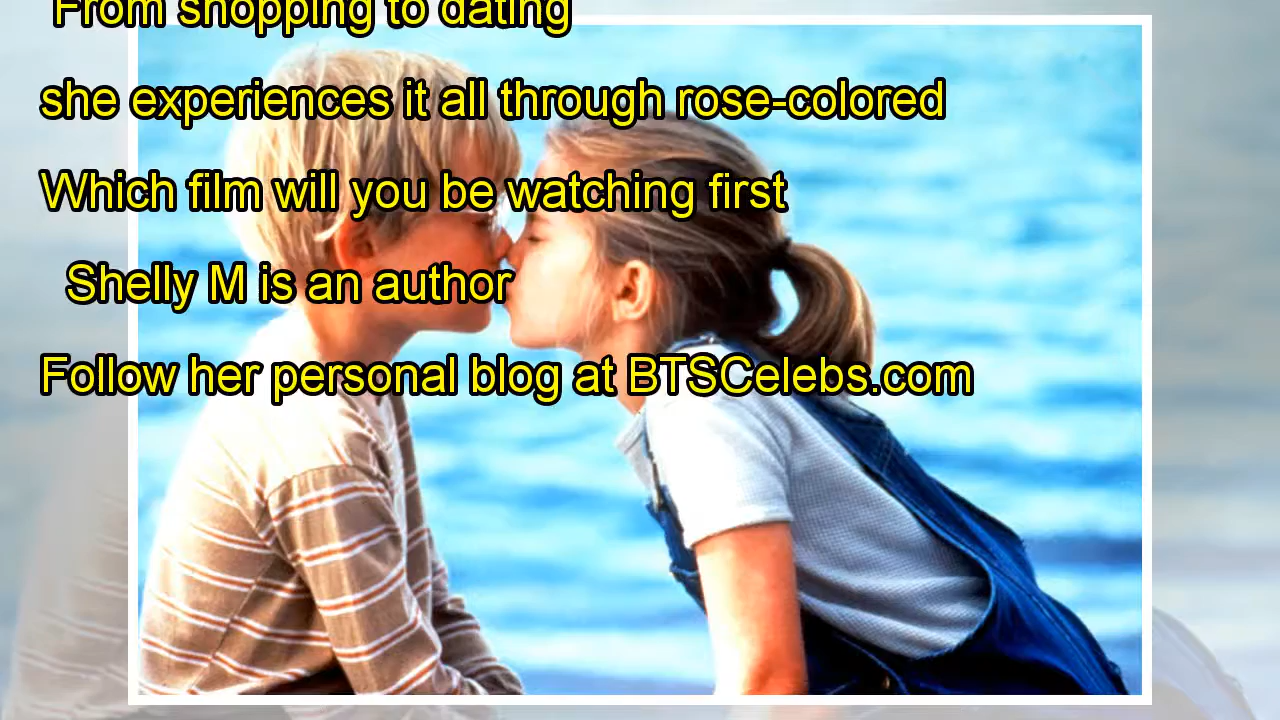 From shopping to dating
she experiences it all through rose-colored
Which film will you be watching first
Shelly M is an author
Follow her personal blog at BTSCelebs.com